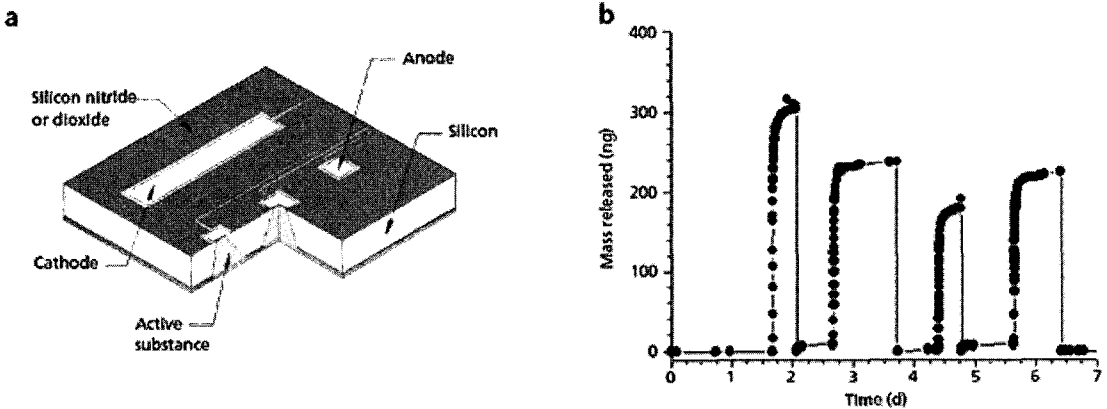 a
Anode
Silicon nitride
or dioxide
Silicon
Cathode
Active
substance
b
400
300
200
100
0
Mass released (ng)
0 1 2 3 4 5 6 7
Time (d)